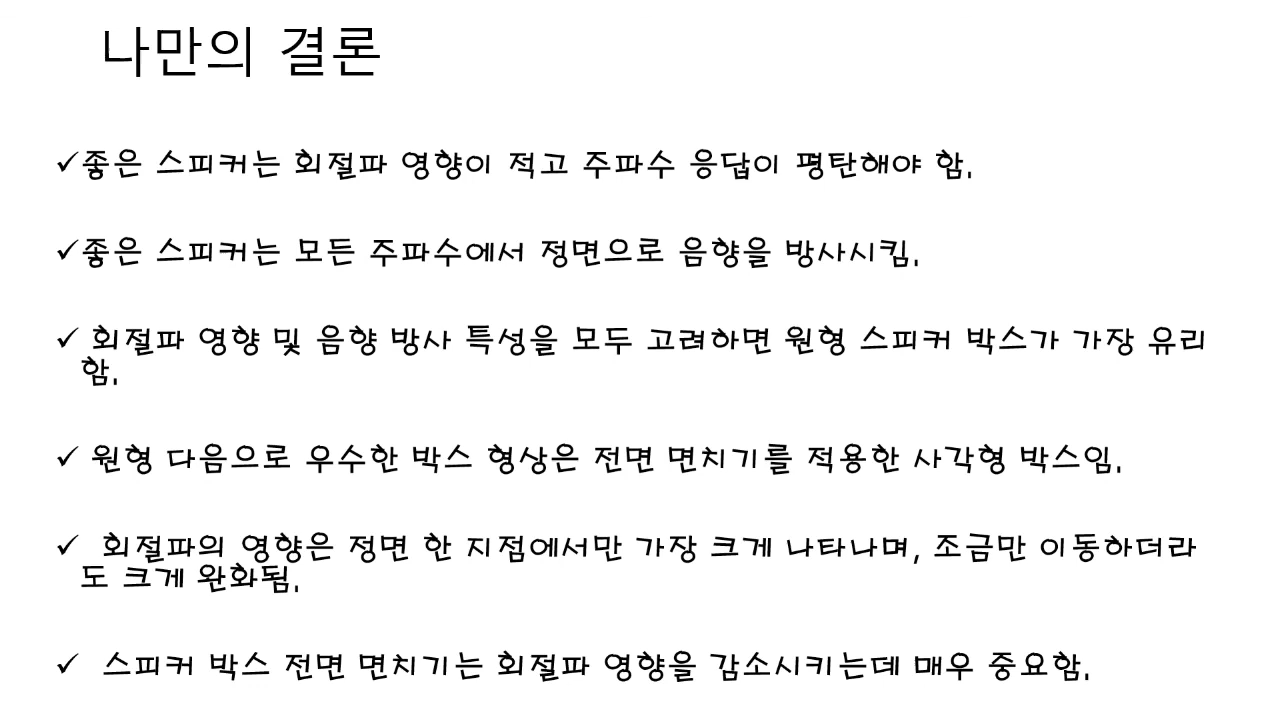 나만의 결론
✓좋은 스피커는 회절파 영향이 적고 주파수 응답이 평탄해야 함.
✓좋은 스피커는 모든 주파수에서 정면으로 음향을 방사시킴.
✓ 회절파 영향 및 음향 방사 특성을 모두 고려하면 원형 스피커 박스가 가장 유리
함.
✓ 원형 다음으로 우수한 박스 형상은 전면 면치기를 적용한 사각형 박스임.
✓ 회절파의 영향은 정면 한 지점에서만 가장 크게 나타나며, 조금만 이동하더라
도 크게 완화됨.
✓ 스피커 박스 전면 면치기는 회절파 영향을 감소시키는데 매우 중요함.